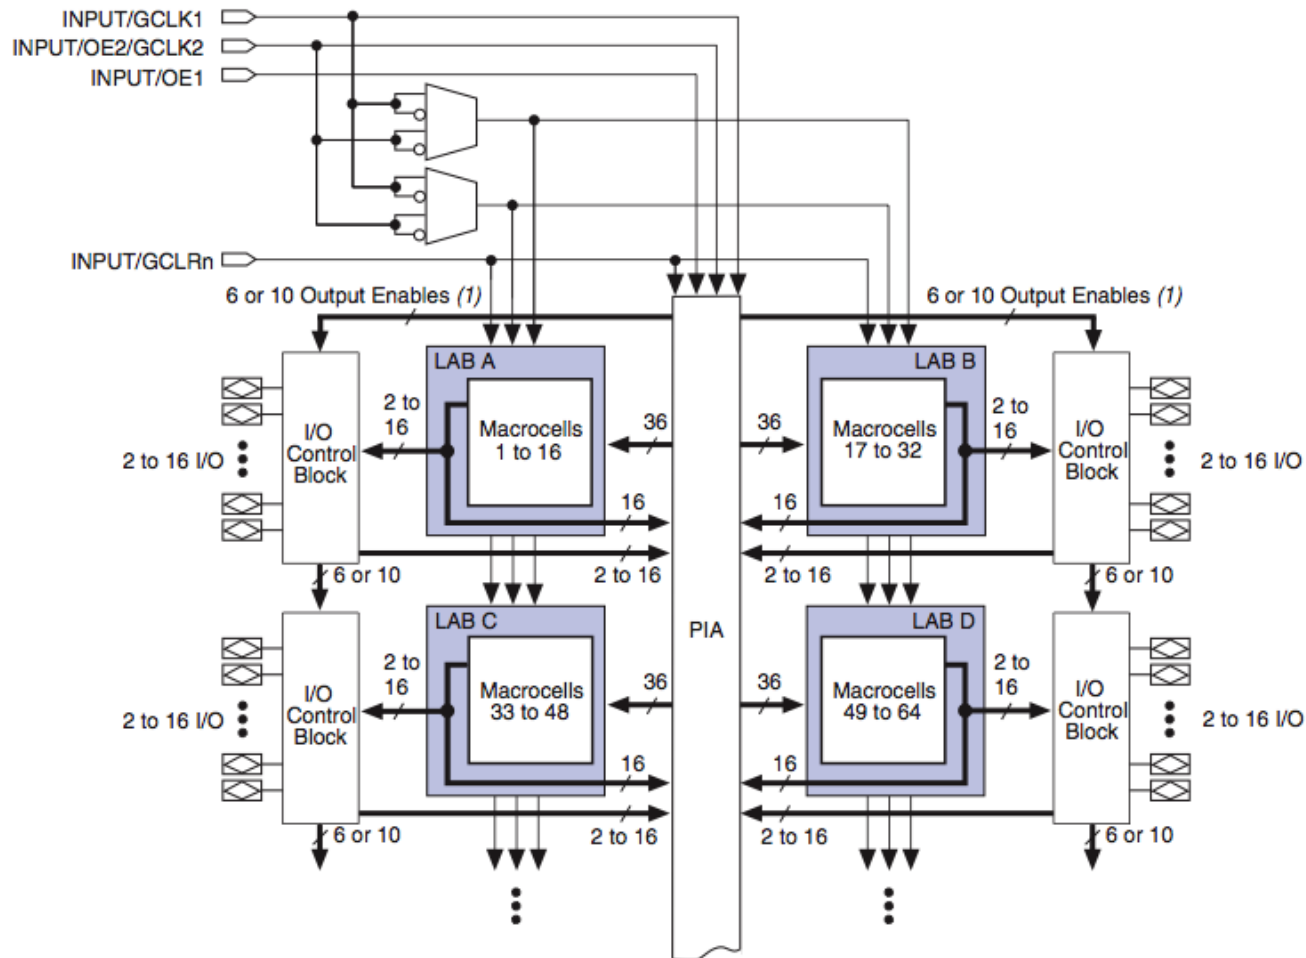 INPUT/GCLK1
INPUT/OE2/GCLK2
INPUT/OE1
INPUT/GCLRn
6 or 10 Output Enables (1)
6 or 10 Output Enables (1)
LAB A
LAB B
2 to
16
Macrocells
1 to 16
36
36
Macrocells
17 to 32
2 to
16
I/O
Control
Block
I/O
Control
Block
2 to 16 I/O
2 to 16 I/O
16
16
6 or 10
2 to 16
2 to 16
6 or 10
LAB C
PIA
LAB D
2 to
16
Macrocells
33 to 48
36
36
Macrocells
49 to 64
2 to
16
I/O
Control
Block
I/O
Control
Block
2 to 16 I/O
2 to 16 I/O
16
16
6 or 10
2 to 16
2 to 16
6 or 10